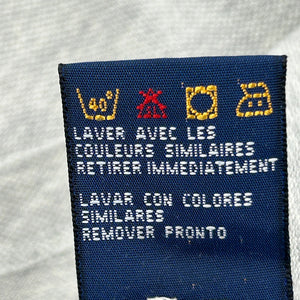 40°
LAVER AVEC LES
COULEURS SIMILAIRES
RETIRER IMMEDIATEMENT
LAVAR CON COLORES
SIMILARES
REMOVER PRONTO